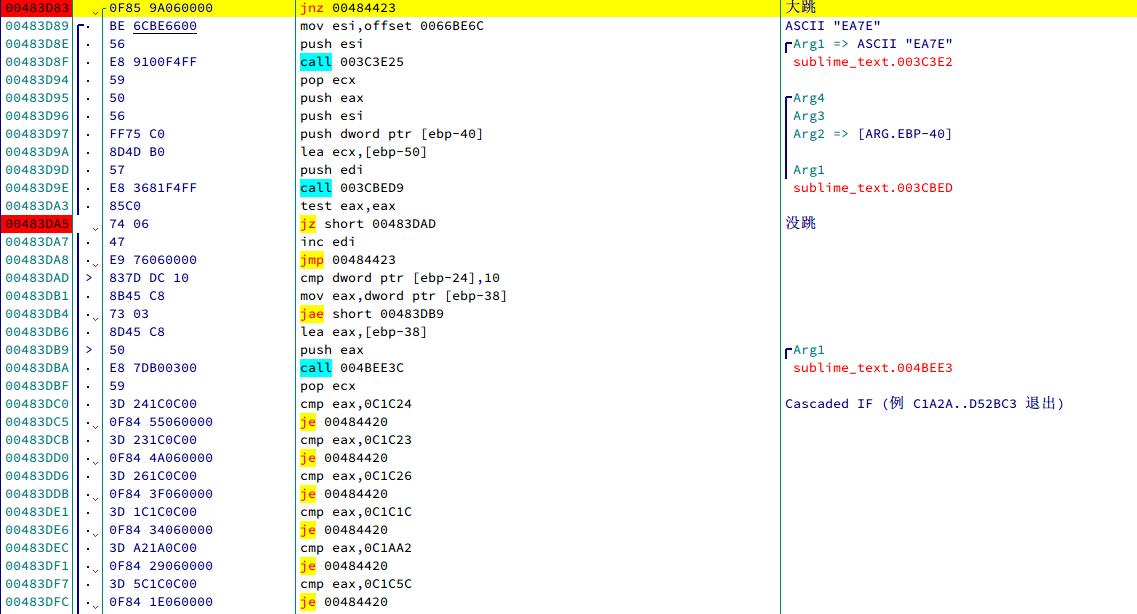 00483D83 0F85 9A060000 jnz 00484423 大跳
00483D89 BE 6CBE6600 mov esi,offset 0066BE6C ASCII "EA7E"
00483D8E 56 push esi Arg1 => ASCII "EA7E"
00483D8F E8 9100F4FF call 003C3E25 sublime_text.003C3E2
00483D94 59 pop ecx
00483D95 50 push eax Arg4
00483D96 56 push esi Arg3
00483D97 FF75 C0 push dword ptr [ebp-40] Arg2 => [ARG.EBP-40]
00483D9A 8D4D B0 lea ecx,[ebp-50]
00483D9D 57 push edi Arg1
00483D9E E8 3681F4FF call 003CBED9 sublime_text.003CBED
00483DA3 85C0 test eax,eax
00483DA5 74 06 jz short 00483DAD 没跳
00483DA7 47 inc edi
00483DA8 E9 76060000 jmp 00484423
00483DAD > 837D DC 10 cmp dword ptr [ebp-24],10
00483DB1 8B45 C8 mov eax,dword ptr [ebp-38]
00483DB4 73 03 jae short 00483DB9
00483DB6 8D45 C8 lea eax,[ebp-38]
00483DB9 > 50 push eax Arg1
00483DBA E8 7DB00300 call 004BEE3C sublime_text.004BEE3
00483DBF 59 pop ecx
00483DC0 3D 241C0C00 cmp eax,0C1C24 Cascaded IF (例 C1A2A..D52BC3 退出)
00483DC5 0F84 55060000 je 00484420
00483DCB 3D 231C0C00 cmp eax,0C1C23
00483DD0 0F84 4A060000 je 00484420
00483DD6 3D 261C0C00 cmp eax,0C1C26
00483DDB 0F84 3F060000 je 00484420
00483DE1 3D 1C1C0C00 cmp eax,0C1C1C
00483DE6 0F84 34060000 je 00484420
00483DEC 3D A21A0C00 cmp eax,0C1AA2
00483DF1 0F84 29060000 je 00484420
00483DF7 3D 5C1C0C00 cmp eax,0C1C5C
00483DFC 0F84 1E060000 je 00484420